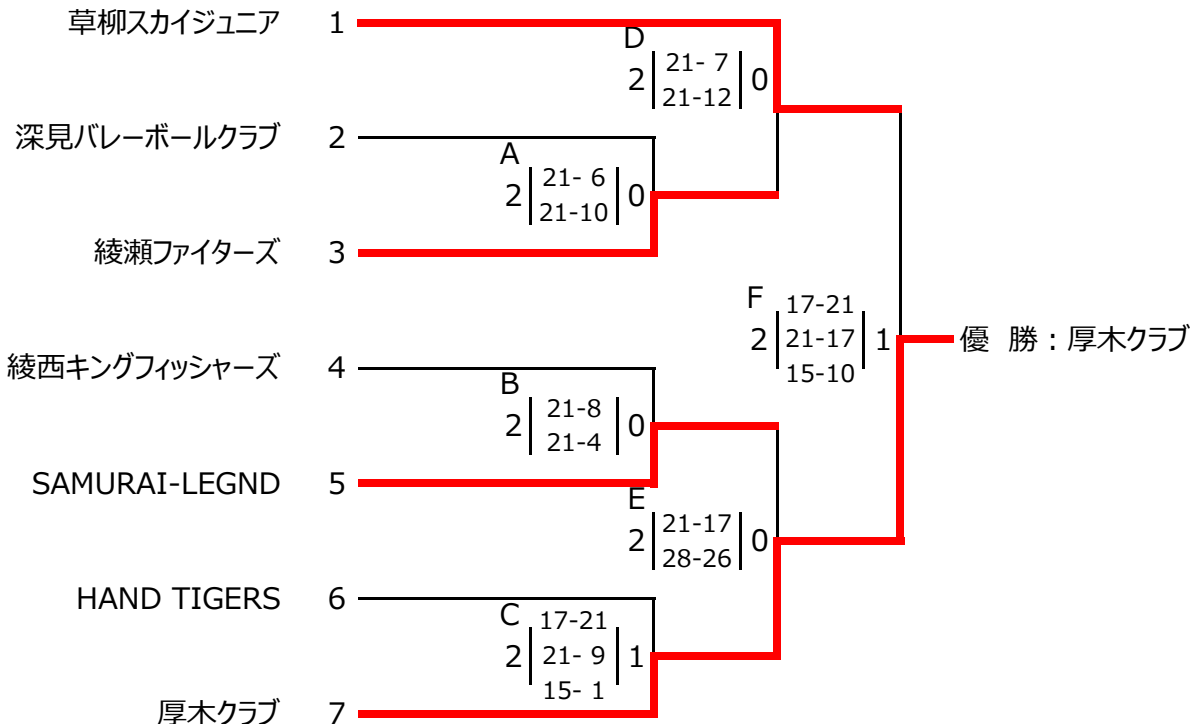 草柳スカイジュニア 1
D
2 21- 7 0
21-12
深見バレーボールクラブ 2
A
2 21- 6 0
21-10
綾瀬ファイターズ 3
F
17-21
2 21-17 1
15-10
優 勝：厚木クラブ
綾西キングフィッシャーズ 4
B
2 21-8 0
21-4
SAMURAI-LEGND 5
E
2 21-17 0
28-26
HAND TIGERS 6
C
17-21
2 21- 9 1
15- 1
厚木クラブ 7